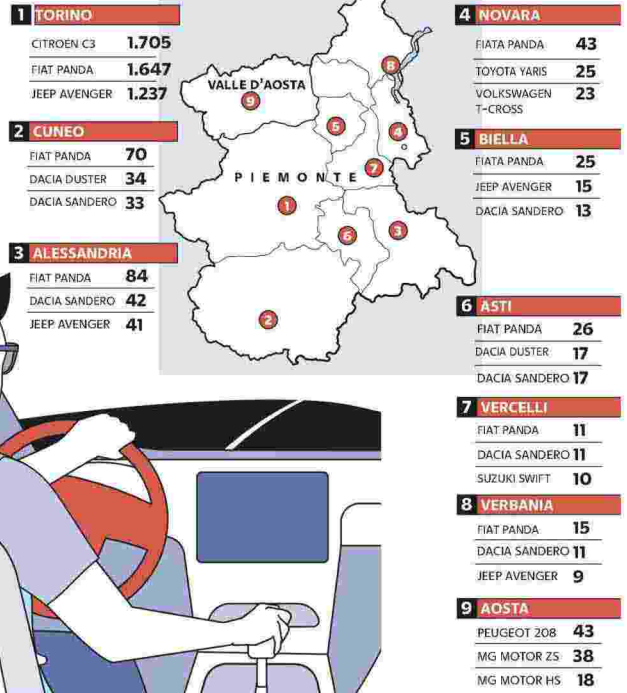 1 TORINO
CITROEN C3 1.705
FIAT PANDA 1.647
JEEP AVENGER 1.237
2 CUNEO
FIAT PANDA 70
DACIA DUSTER 34
DACIA SANDERO 33
3 ALESSANDRIA
FIAT PANDA 84
DACIA SANDERO 42
JEEP AVENGER 41
VALLE D'AOSTA
9
8
5
4
7
PIEMONTE
1
6
3
2
4 NOVARA
FIATA PANDA 43
TOYOTA YARIS 25
VOLKSWAGEN 23
T-CROSS
5 BIELLA
FIATA PANDA 25
JEEP AVENGER 15
DACIA SANDERO 13
6 ASTI
FIAT PANDA 26
DACIA DUSTER 17
DACIA SANDERO 17
7 VERCELLI
FIAT PANDA 11
DACIA SANDERO 11
SUZUKI SWIFT 10
8 VERBANIA
FIAT PANDA 15
DACIA SANDERO 11
JEEP AVENGER 9
9 AOSTA
PEUGEOT 208 43
MG MOTOR ZS 38
MG MOTOR HS 18